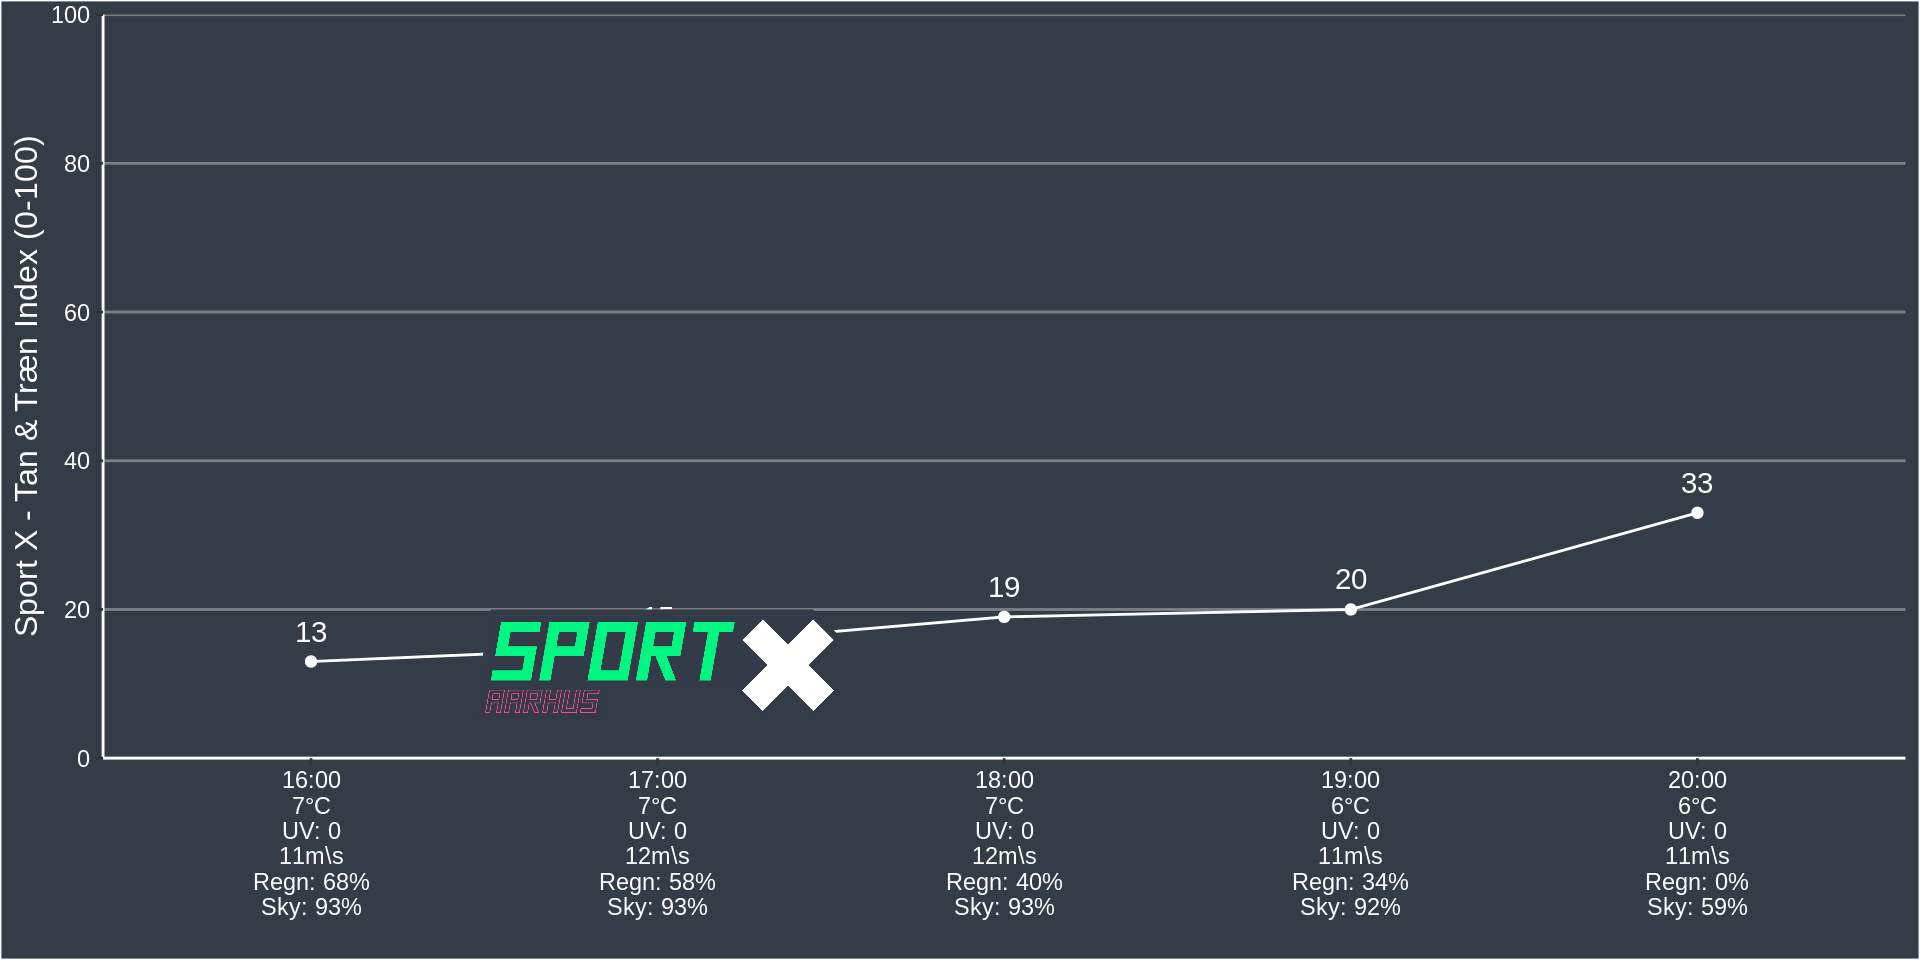 Sport X - Tan & Træn Index (0-100)
100
80
60
40
20
0
13
19
20
33
SPORT X
AARHUS
16:00
7°C
UV: 0
11m\s
Regn: 68%
Sky: 93%
17:00
7°C
UV: 0
12m\s
Regn: 58%
Sky: 93%
18:00
7°C
UV: 0
12m\s
Regn: 40%
Sky: 93%
19:00
6°C
UV: 0
11m\s
Regn: 34%
Sky: 92%
20:00
6°C
UV: 0
11m\s
Regn: 0%
Sky: 59%